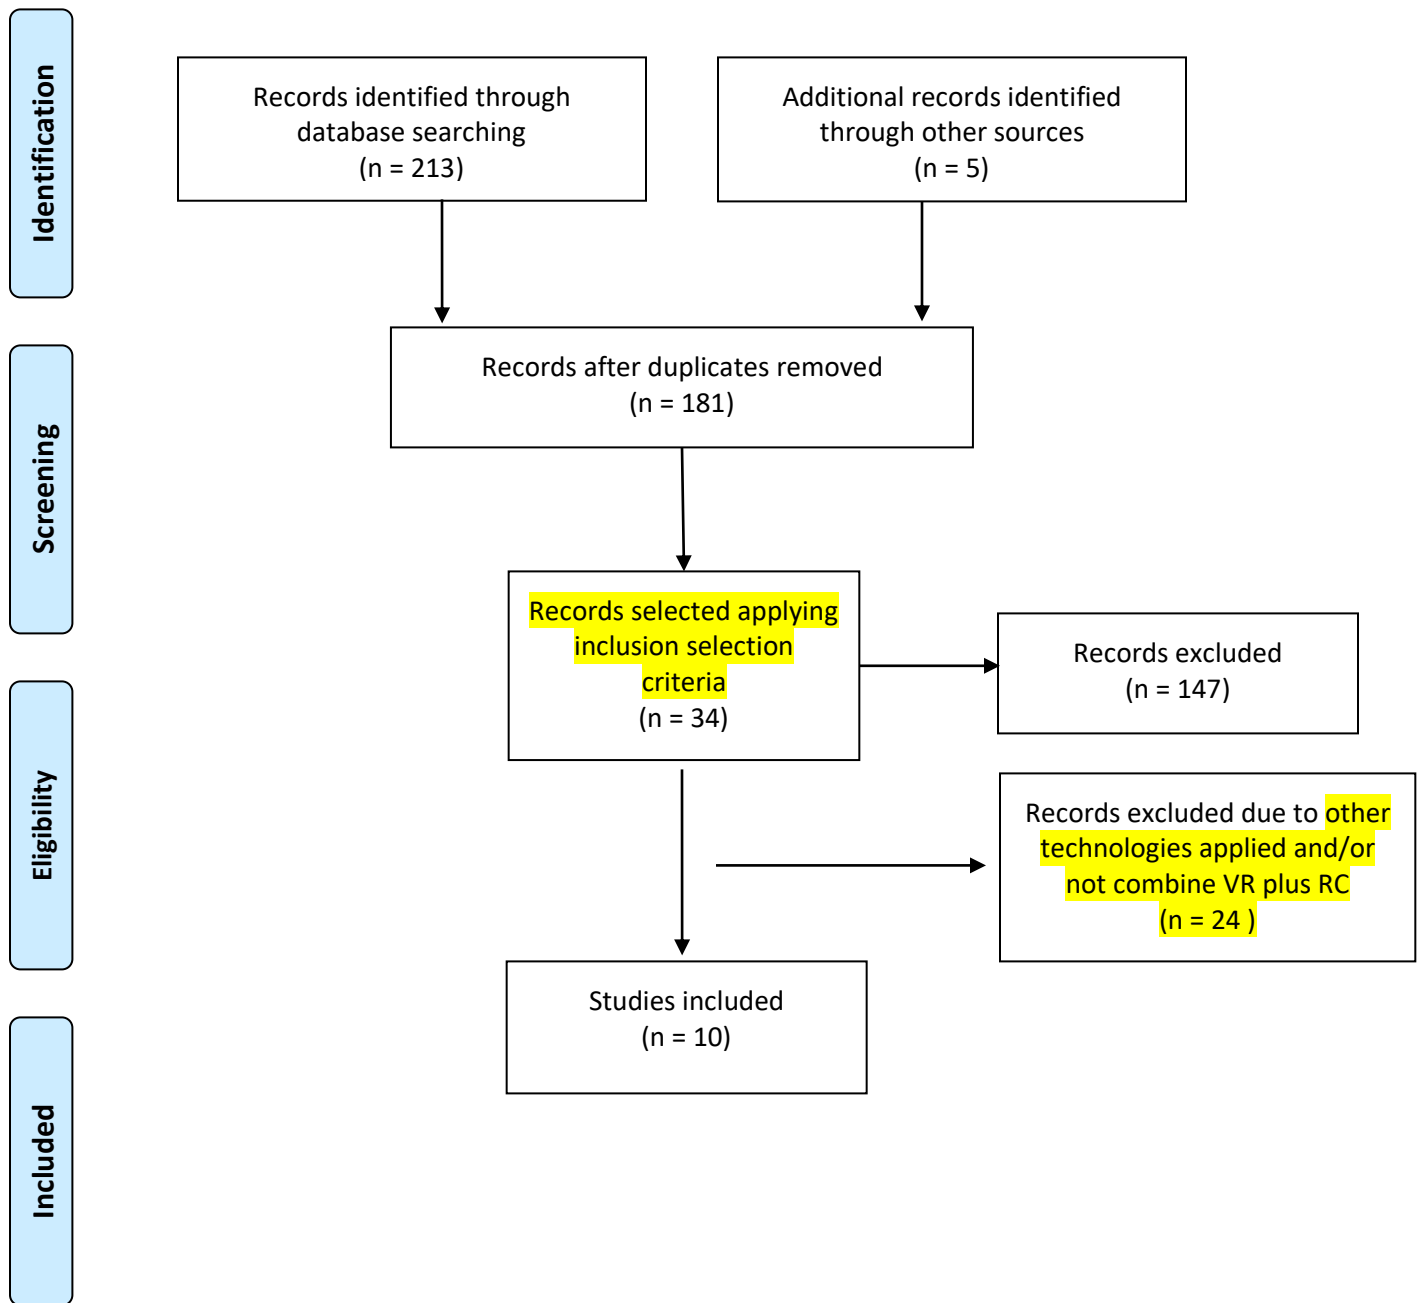 Identification
Records identified through
database searching
(n = 213)
Additional records identified
through other sources
(n = 5)
Screening
Records after duplicates removed
(n = 181)
Records selected applying
inclusion selection
criteria
(n = 34)
Records excluded
(n = 147)
Eligibility
Records excluded due to other
technologies applied and/or
not combine VR plus RC
(n = 24 )
Included
Studies included
(n = 10)